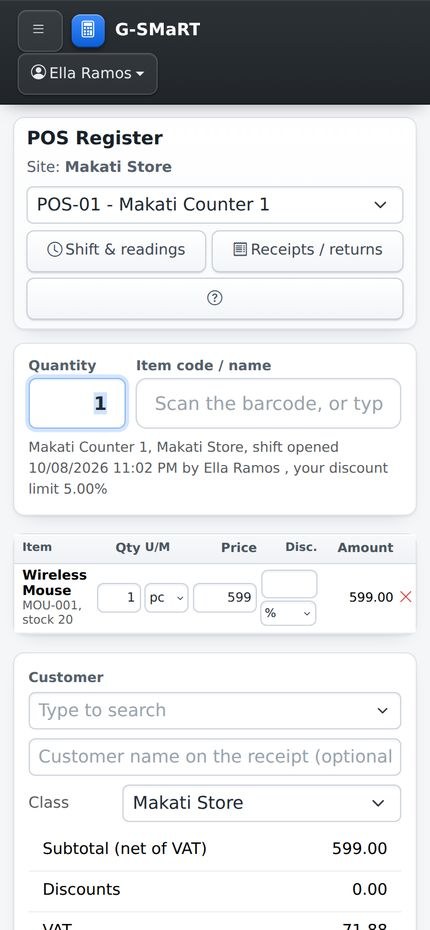 G-SMaRT
Ella Ramos
POS Register
Site: Makati Store
POS-01 - Makati Counter 1
Shift & readings
Receipts / returns
?
Quantity
Item code / name
1
Scan the barcode, or typ
Makati Counter 1, Makati Store, shift opened
10/08/2026 11:02 PM by Ella Ramos , your discount
limit 5.00%
Item Qty U/M Price Disc. Amount
Wireless
Mouse
MOU-001,
stock 20
1 pc 599 % 599.00
Customer
Type to search
Customer name on the receipt (optional
Class Makati Store
Subtotal (net of VAT) 599.00
Discounts 0.00
VAT 71.88